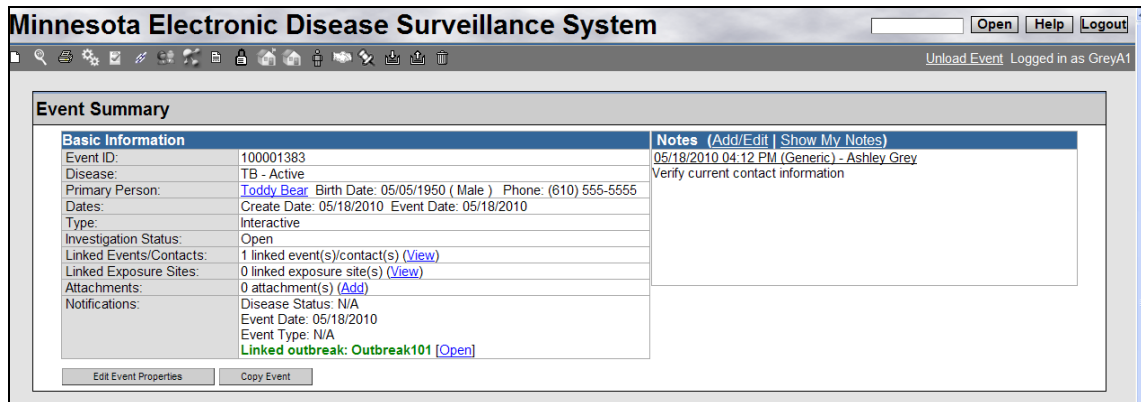 Minnesota Electronic Disease Surveillance System
Open Help Logout
Unload Event Logged in as GreyA1
Event Summary
Basic Information
Event ID: 100001383
Disease: TB - Active
Primary Person: Toddy Bear Birth Date: 05/05/1950 ( Male ) Phone: (610) 555-5555
Dates: Create Date: 05/18/2010 Event Date: 05/18/2010
Type: Interactive
Investigation Status: Open
Linked Events/Contacts: 1 linked event(s)/contact(s) (View)
Linked Exposure Sites: 0 linked exposure site(s) (View)
Attachments: 0 attachment(s) (Add)
Notifications: Disease Status: N/A
Event Date: 05/18/2010
Event Type: N/A
Linked outbreak: Outbreak101 [Open]
Notes (Add/Edit | Show My Notes)
05/18/2010 04:12 PM (Generic) - Ashley Grey
Verify current contact information
Edit Event Properties Copy Event